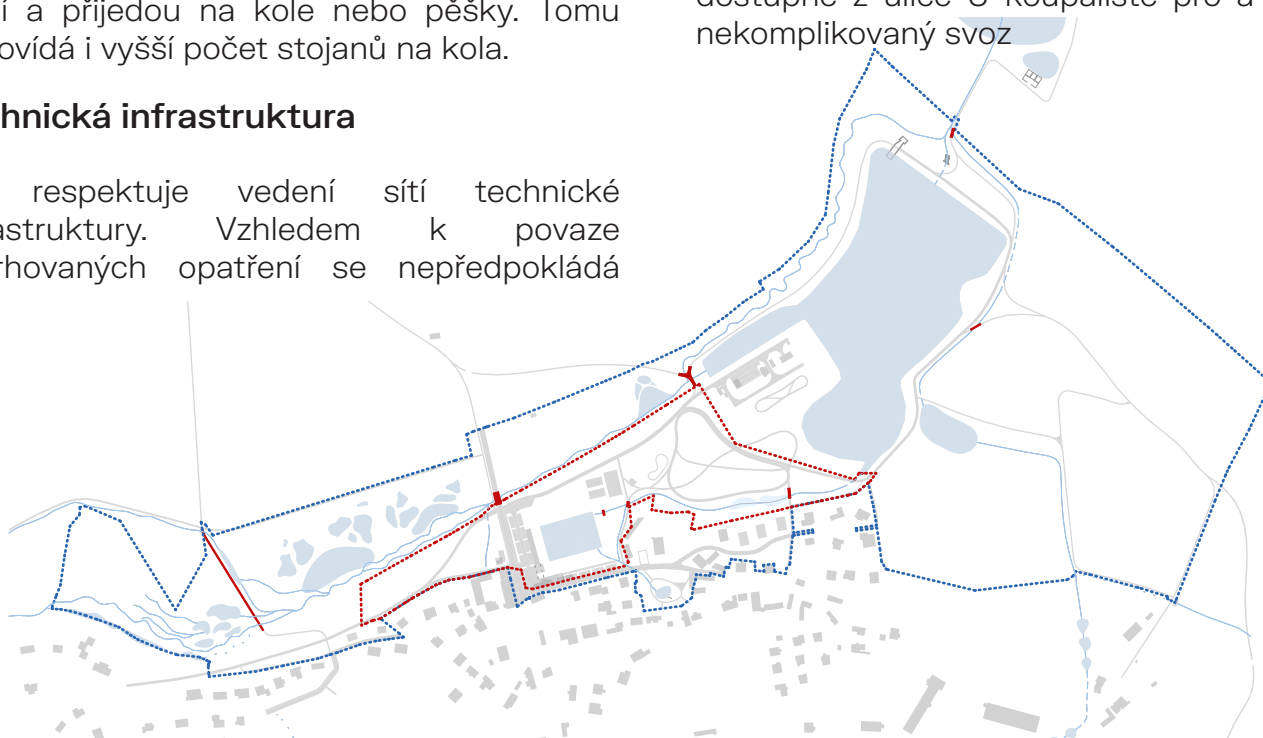 í a přijedou na kole nebo pěšky. Tomu
ovídá i vyšší počet stojanů na kola.
hnická infrastruktura
respektuje vedení sítí technické
astruktury. Vzhledem k povaze
rhovaných opatření se nepředpokládá
nekomplikovaný svoz